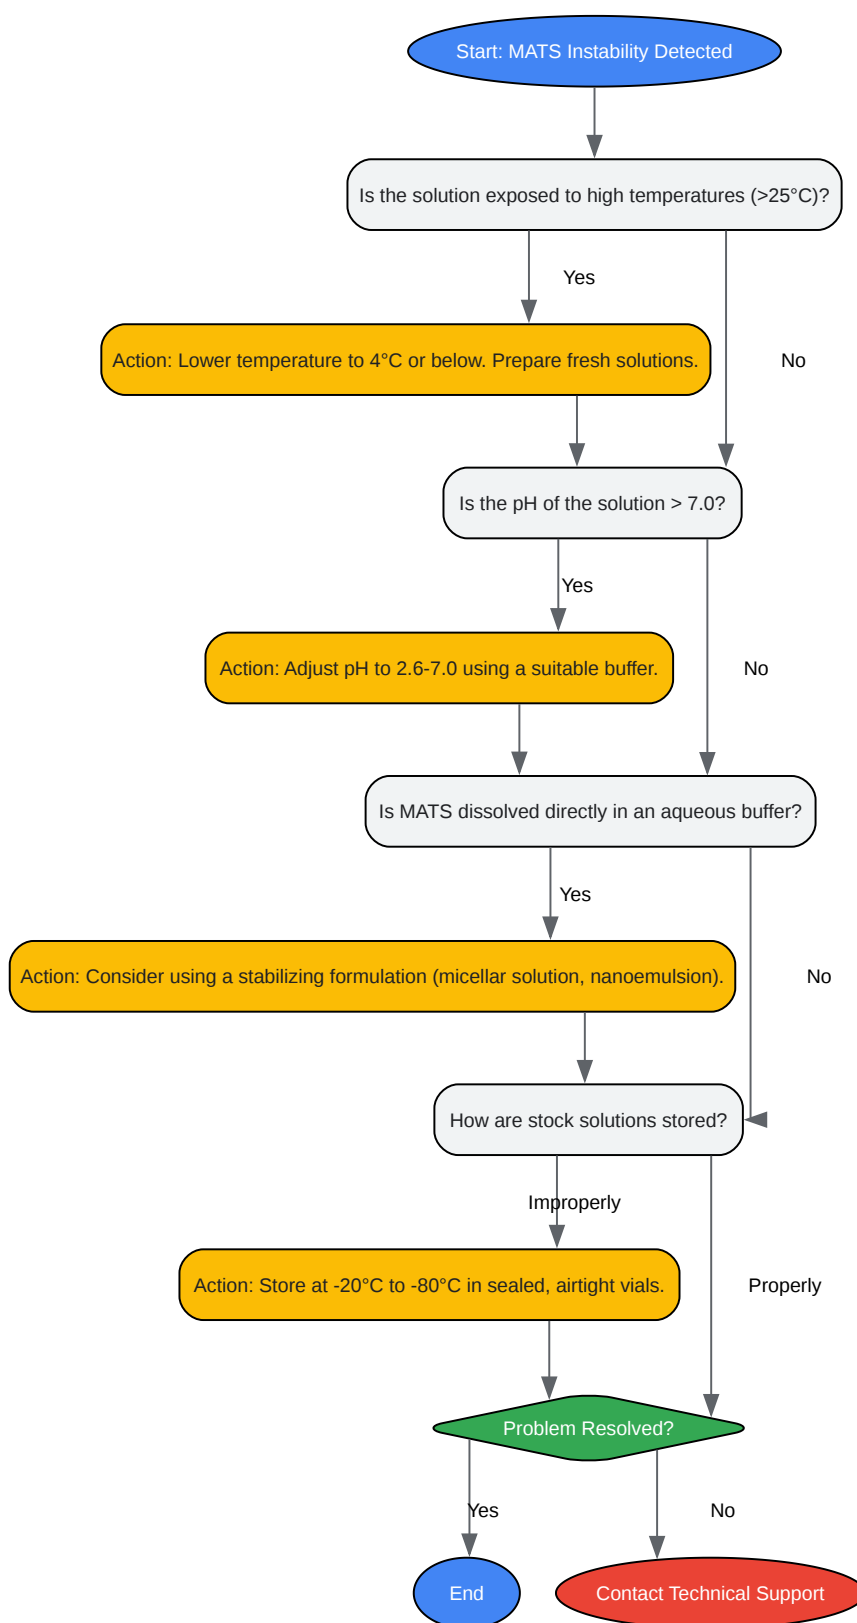 Start: MATS Instability Detected
Is the solution exposed to high temperatures (>25°C)?
Yes
Action: Lower temperature to 4°C or below. Prepare fresh solutions.
No
Is the pH of the solution > 7.0?
Yes
Action: Adjust pH to 2.6-7.0 using a suitable buffer.
No
Is MATS dissolved directly in an aqueous buffer?
Yes
Action: Consider using a stabilizing formulation (micellar solution, nanoemulsion).
No
How are stock solutions stored?
Improperly
Action: Store at -20°C to -80°C in sealed, airtight vials.
Properly
Problem Resolved?
Yes
No
End
Contact Technical Support